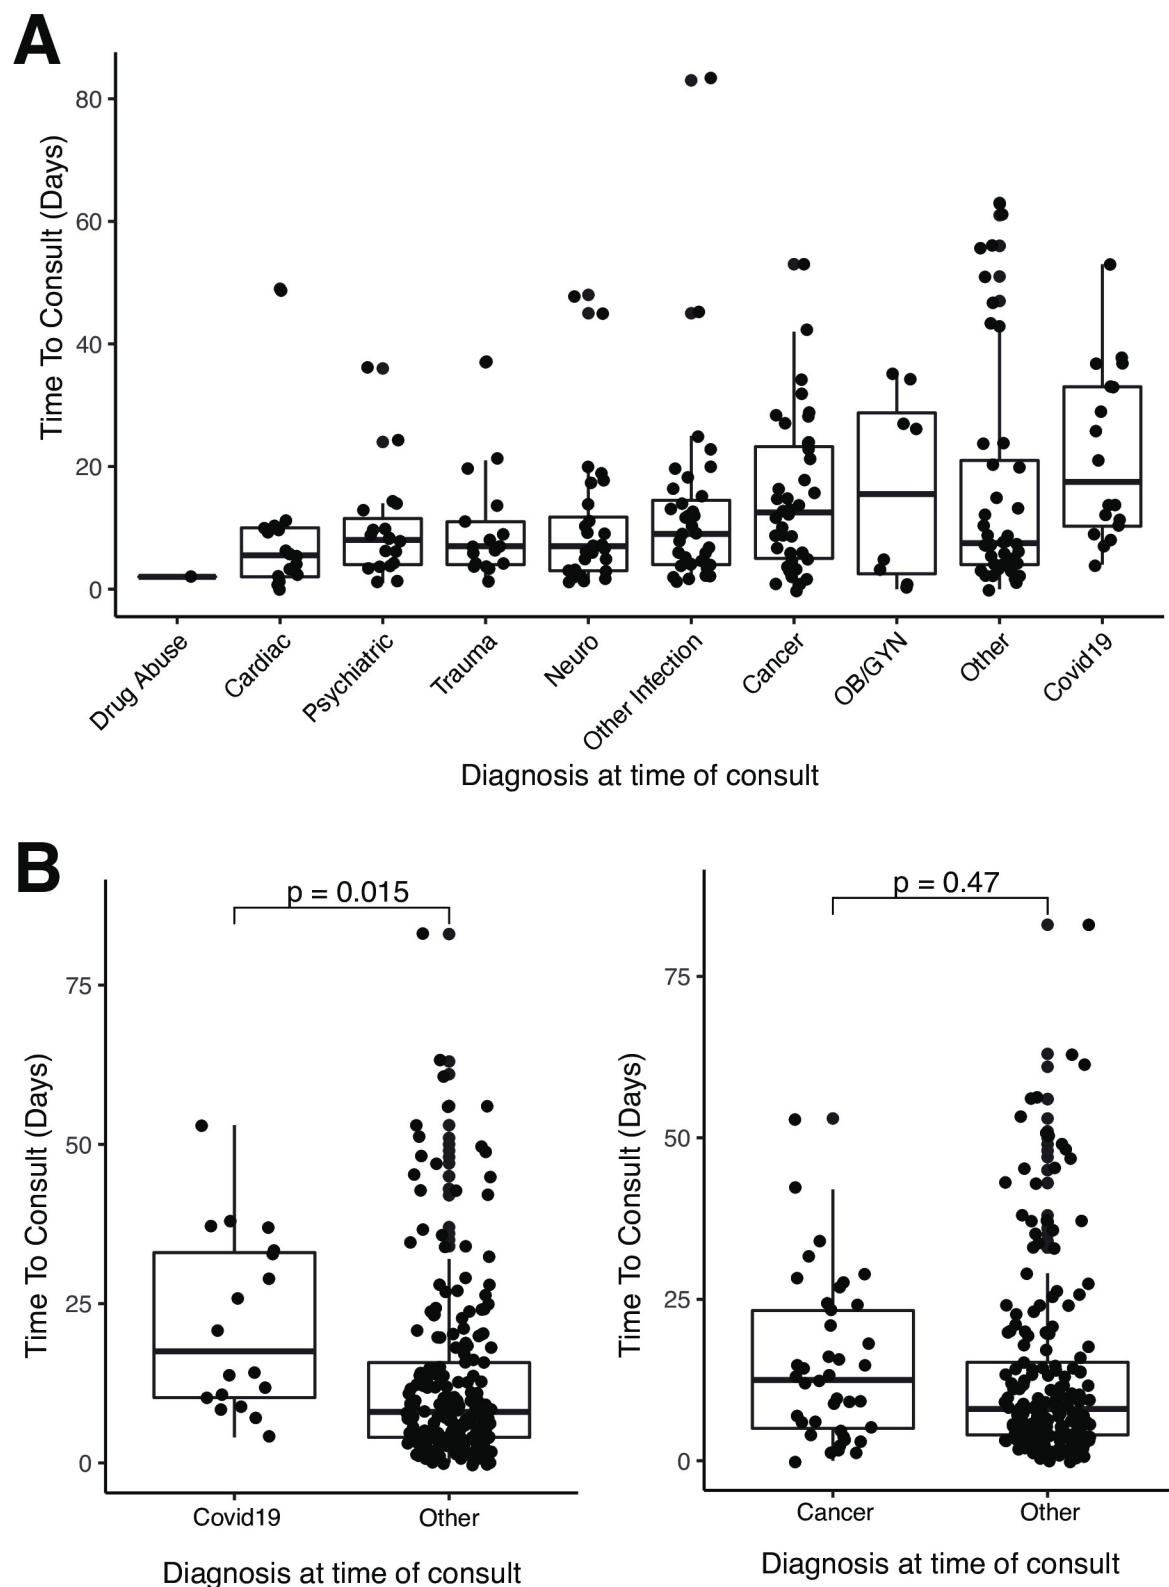 A
Time To Consult (Days)
80
60
40
20
0
Drug Abuse
Cardiac
Psychiatric
Trauma
Neuro
Other Infection
Cancer
OB/GYN
Other
Covid19
Diagnosis at time of consult
B
p = 0.015
Time To Consult (Days)
75
50
25
0
Covid19
Other
Diagnosis at time of consult
p = 0.47
Time To Consult (Days)
75
50
25
0
Cancer
Other
Diagnosis at time of consult